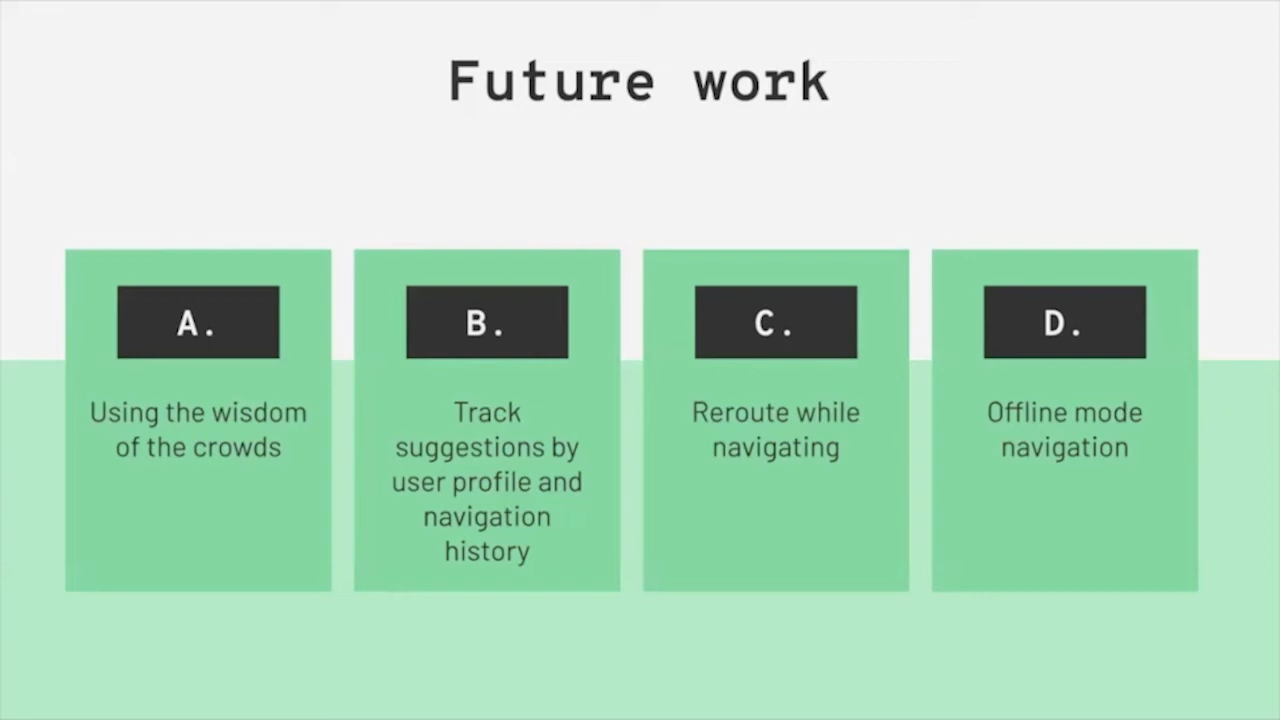 Future work
A.
Using the wisdom
of the crowds
B.
Track
suggestions by
user profile and
navigation
history
C.
Reroute while
navigating
D.
Offline mode
navigation